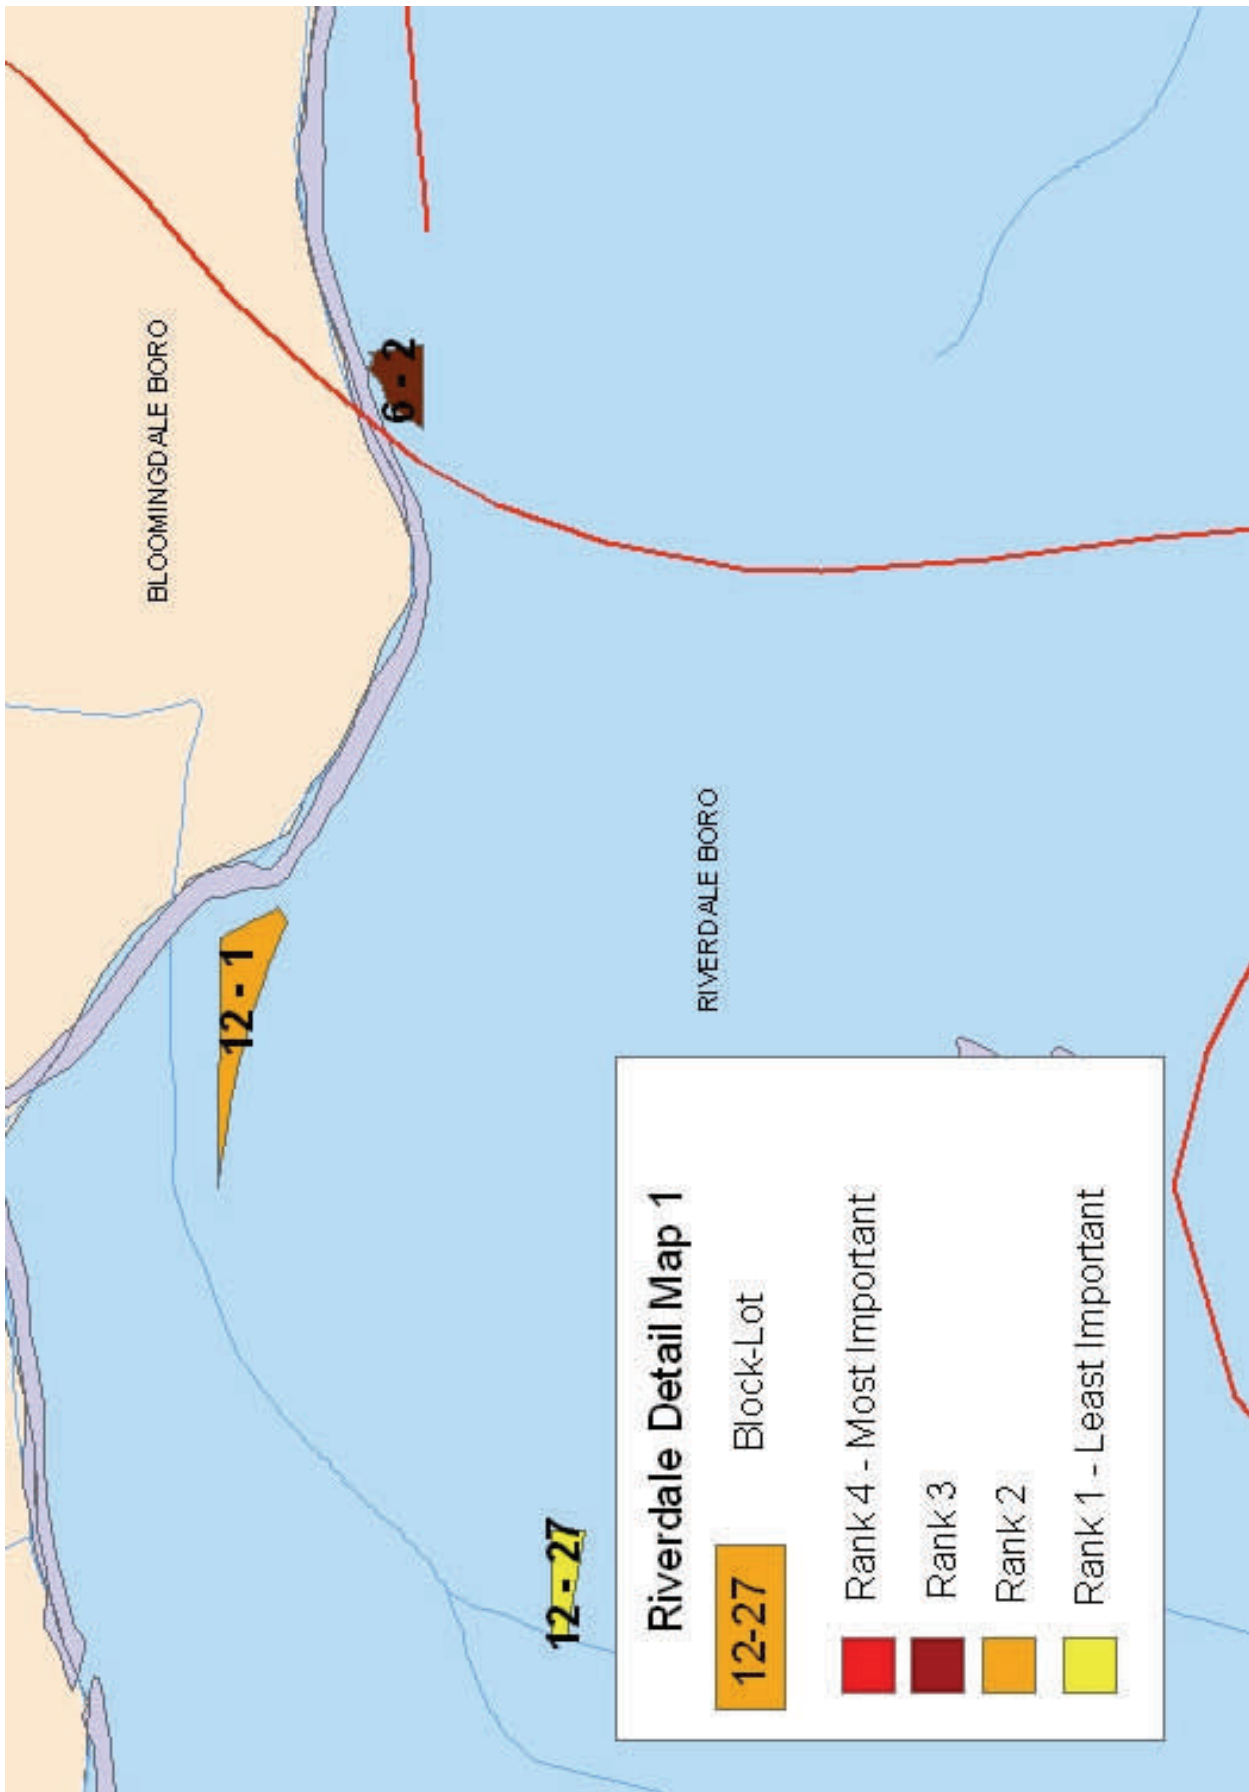 BLOOMINGDALE BORO
6 - 2
12 - 1
RIVERDALE BORO
12 - 27
Riverdale Detail Map 1
12-27 Block-Lot
Rank 4 - Most Important
Rank 3
Rank 2
Rank 1 - Least Important